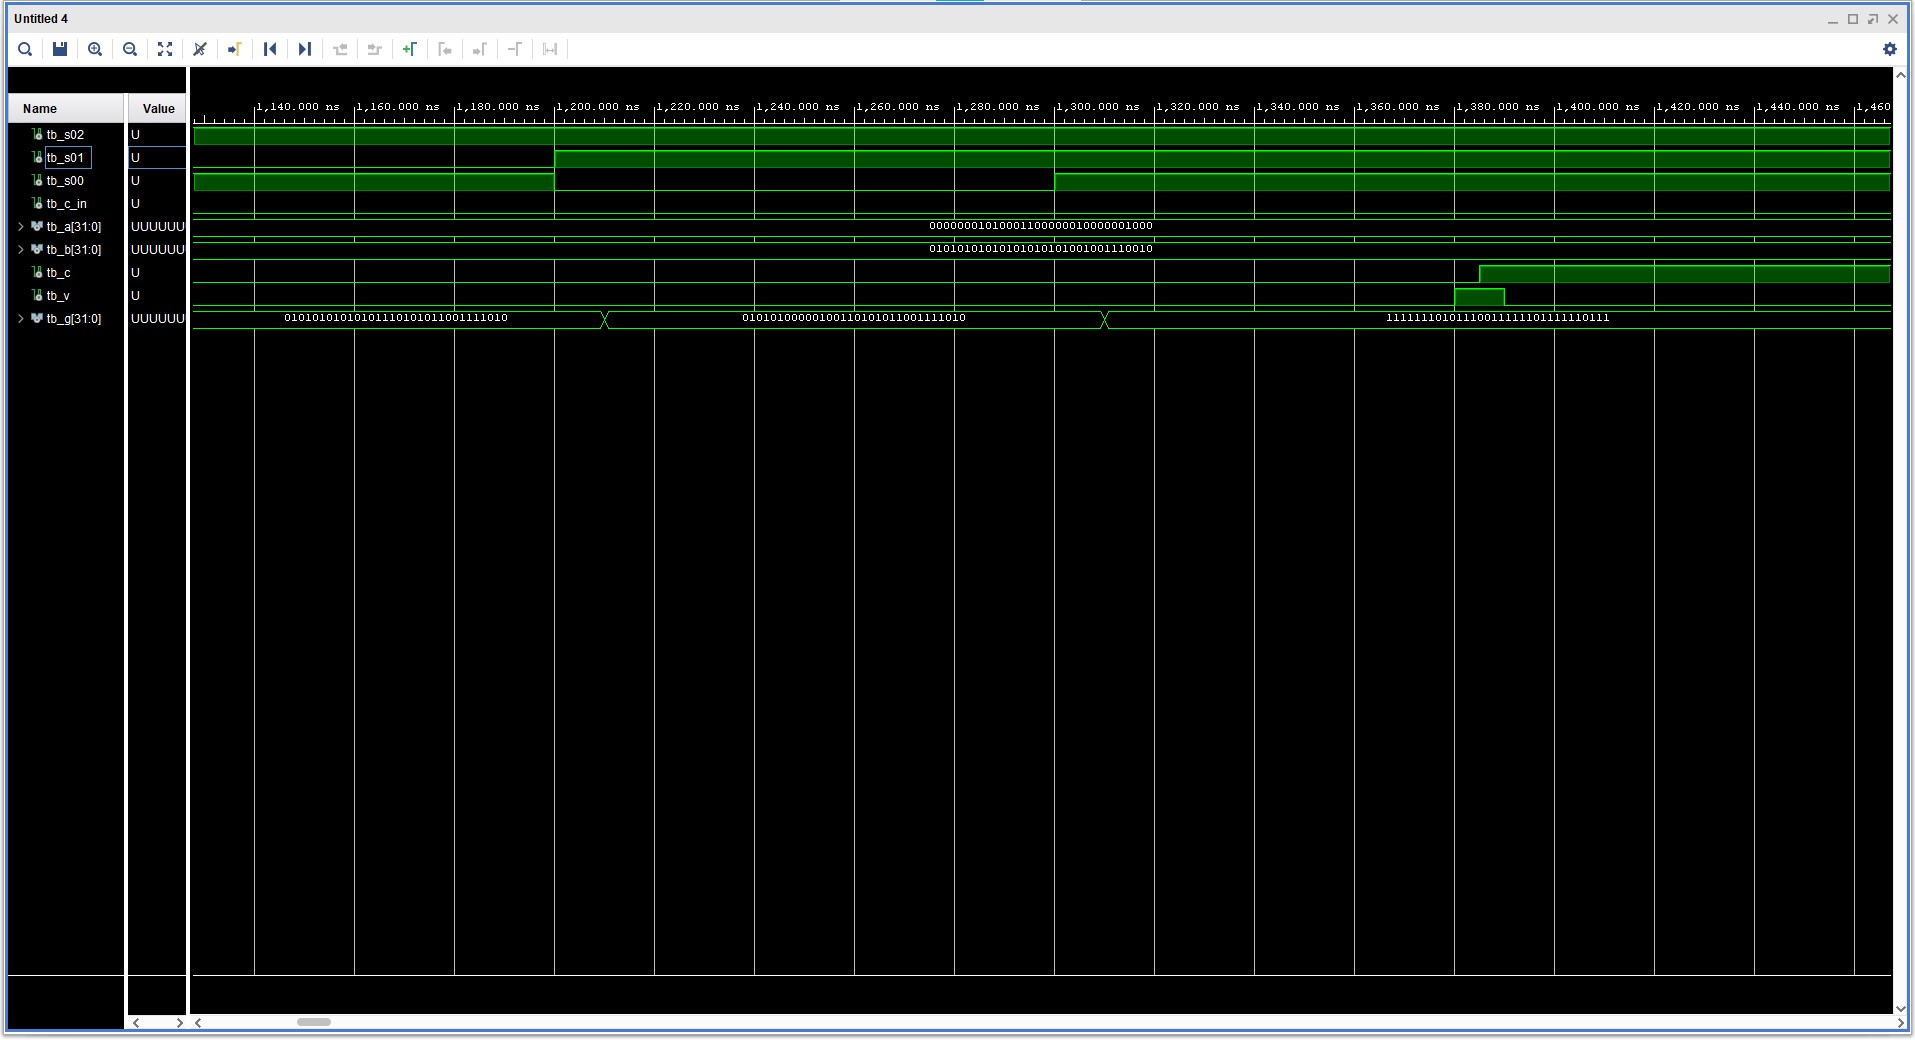 Untitled 4
Name Value
1,140.000 ns 1,160.000 ns 1,180.000 ns 1,200.000 ns 1,220.000 ns 1,240.000 ns 1,260.000 ns 1,280.000 ns 1,300.000 ns 1,320.000 ns 1,340.000 ns 1,360.000 ns 1,380.000 ns 1,400.000 ns 1,420.000 ns 1,440.000 ns 1,460
tb_s02 U
tb_s01 U
tb_s00 U
tb_c_in U
tb_a[31:0] UUUUUU 00000001010001100000010000001000
tb_b[31:0] UUUUUU 01010101010101010101001001110010
tb_c U
tb_v U
tb_g[31:0] UUUUUU 01010101010101110101011001111010 01010100000100110101011001111010 11111110101110011111101111110111